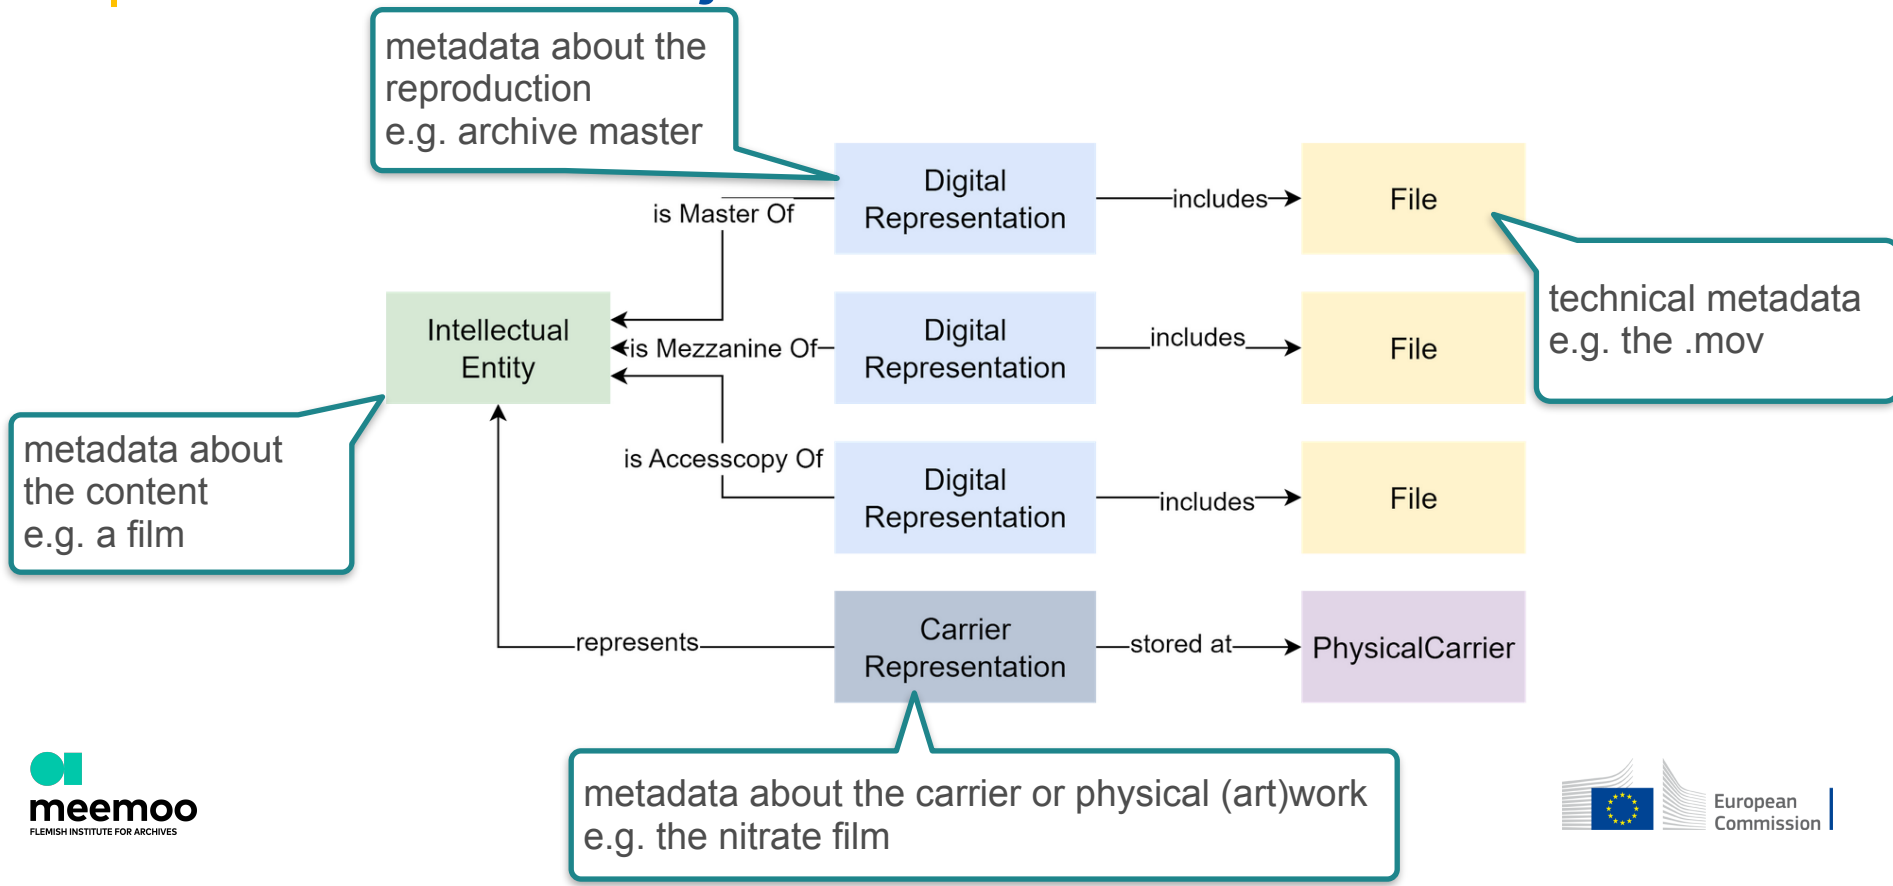 metadata about the
reproduction
e.g. archive master
Digital
Representation
includes
File
is Master Of
technical metadata
e.g. the .mov
Intellectual
Entity
is Mezzanine Of
Digital
Representation
includes
File
metadata about
the content
e.g. a film
is Accesscopy Of
Digital
Representation
includes
File
represents
Carrier
Representation
stored at
PhysicalCarrier
metadada about the carrier or physical (art)work
e.g. the nitrate film
meemoo
FLEMISH INSTITUTE FOR ARCHIVES
European
Commission